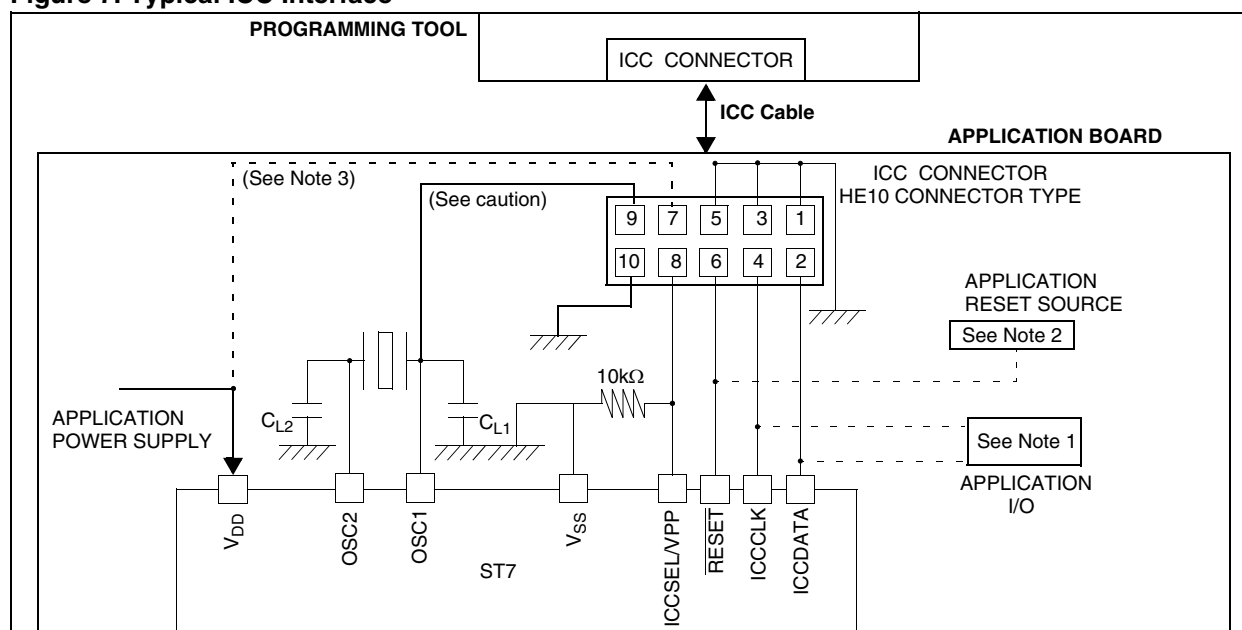 Figure 7. Typical ICC Interface
PROGRAMMING TOOL
ICC CONNECTOR
ICC Cable
APPLICATION BOARD
(See Note 3)
(See caution)
ICC CONNECTOR
HE10 CONNECTOR TYPE
9 7 5 3 1
10 8 6 4 2
APPLICATION
RESET SOURCE
See Note 2
10kΩ
APPLICATION
POWER SUPPLY
CL2
CL1
See Note 1
APPLICATION
I/O
VDD
OSC2
OSC1
VSS
ICCSEL/VPP
RESET
ICCCLK
ICCDATA
ST7